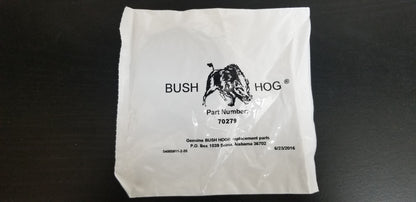 BUSH HOG®
Part Number:
70279
Genuine BUSH HOG® replacement parts
P.O. Box 1039 Selma, Alabama 36702
6/23/2016